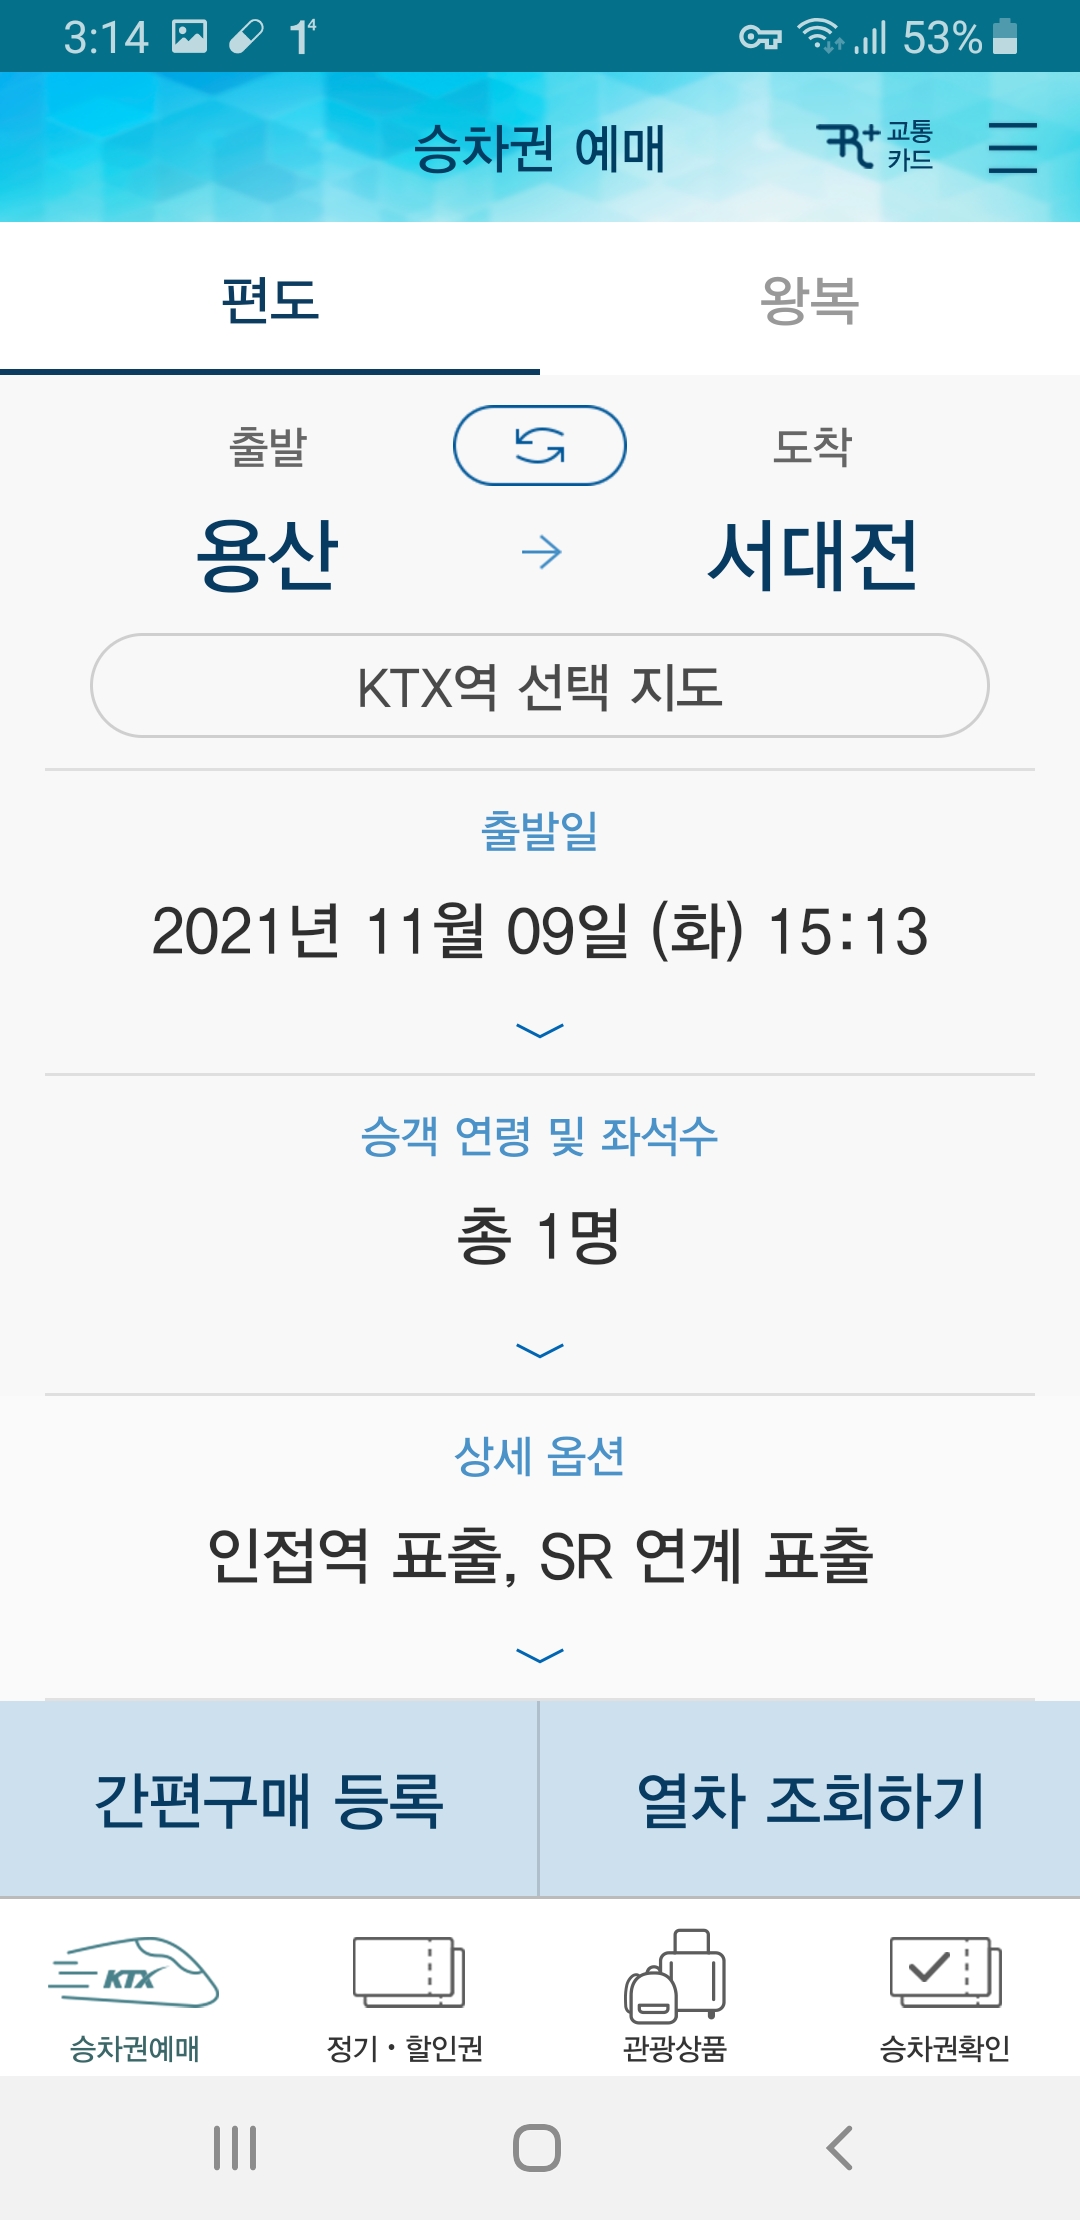 3:14 1⁴ 53%
승차권 예매
R+ 교통
카드
편도 왕복
출발 도착
용산 → 서대전
KTX역 선택 지도
출발일
2021년 11월 09일 (화) 15:13
승객 연령 및 좌석수
총 1명
상세 옵션
인접역 표출, SR 연계 표출
간편구매 등록 열차 조회하기
KTX
승차권예매 정기·할인권 관광상품 승차권확인